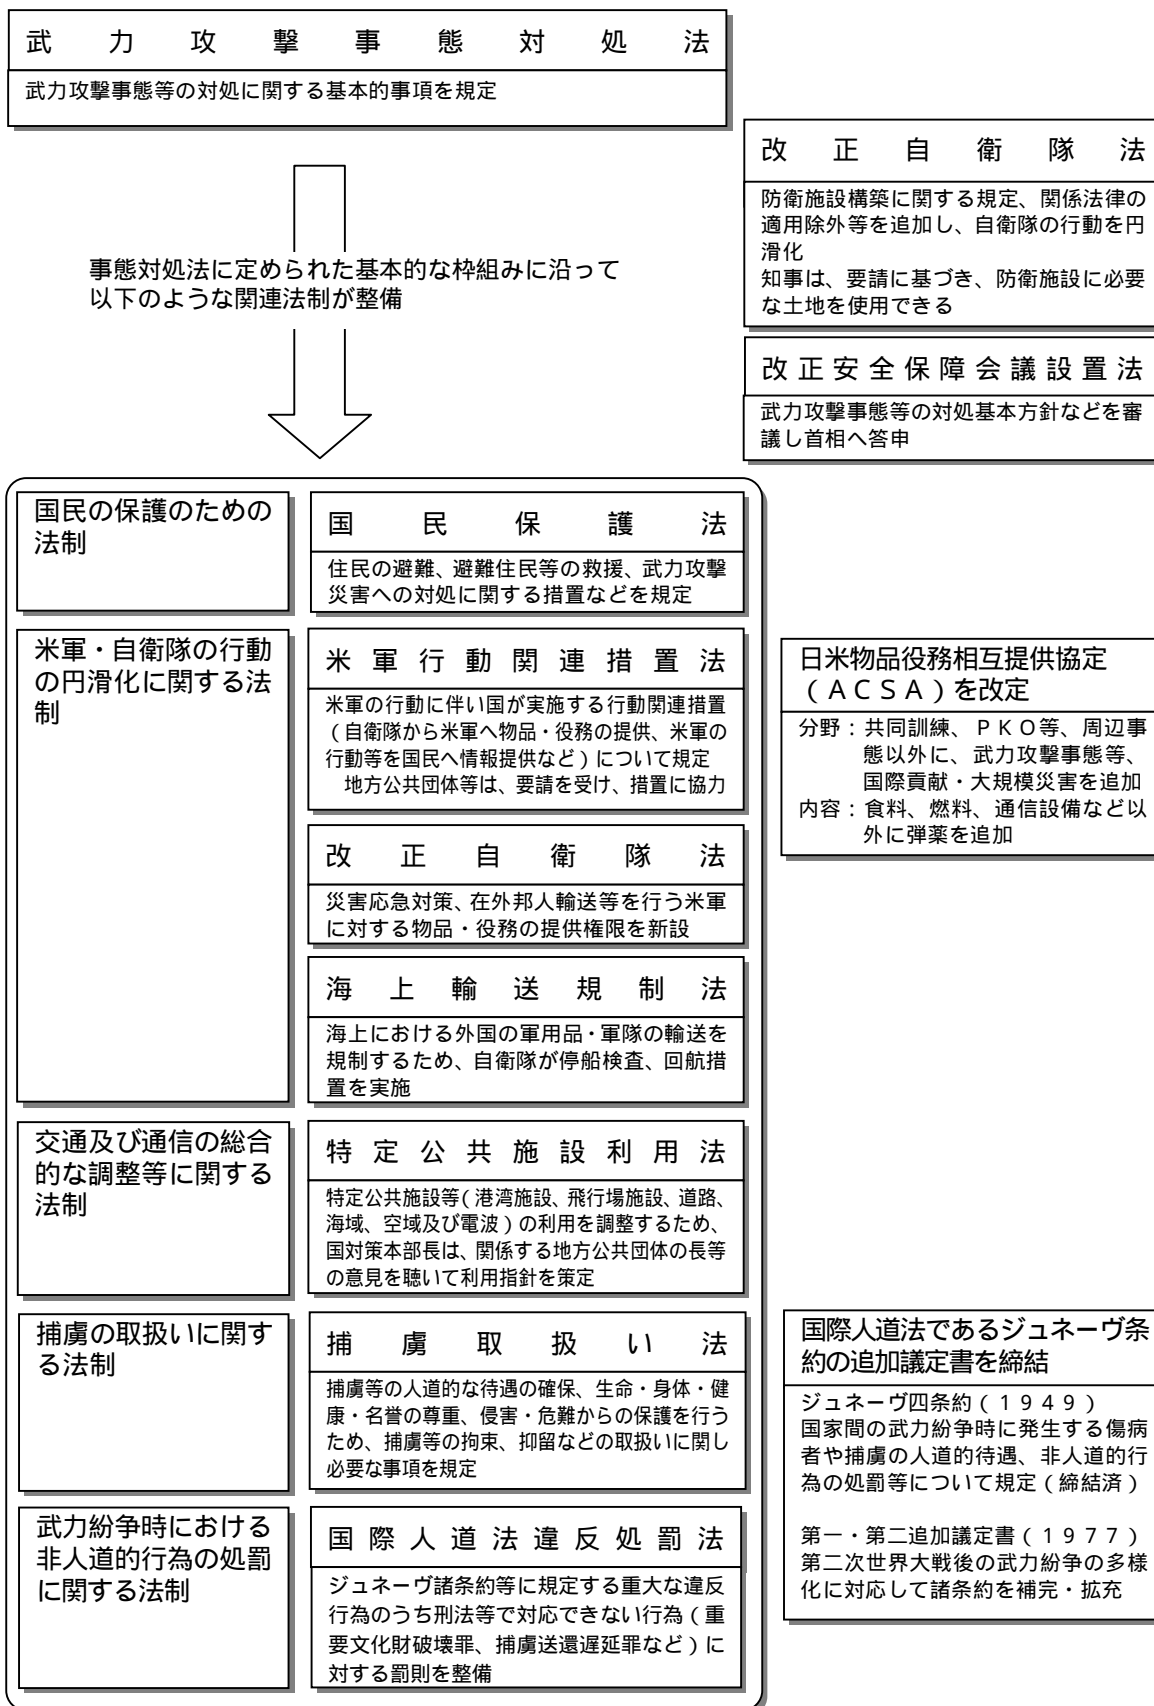 武力攻撃事態対処法
武力攻撃事態等の対処に関する基本的事項を規定
改正自衛隊法
防衛施設構築に関する規定、関係法律の
適用除外等を追加し、自衛隊の行動を円
滑化
知事は、要請に基づき、防衛施設に必要
な土地を使用できる
事態対処法に定められた基本的な枠組みに沿って
以下のような関連法制が整備
改正安全保障会議設置法
武力攻撃事態等の対処基本方針などを審
議し首相へ答申
国民の保護のための
法制
国民保護法
住民の避難、避難住民等の救援、武力攻撃
災害への対処に関する措置などを規定
米軍・自衛隊の行動
の円滑化に関する法
制
米軍行動関連措置法
米軍の行動に伴い国が実施する行動関連措置
（自衛隊から米軍へ物品・役務の提供、米軍の
行動等を国民へ情報提供など）について規定
地方公共団体等は、要請を受け、措置に協力
日米物品役務相互提供協定
（ＡＣＳＡ）を改定
分野：共同訓練、ＰＫＯ等、周辺事
態以外に、武力攻撃事態等、
国際貢献・大規模災害を追加
内容：食料、燃料、通信設備など以
外に弾薬を追加
改正自衛隊法
災害応急対策、在外邦人輸送等を行う米軍
に対する物品・役務の提供権限を新設
海上輸送規制法
海上における外国の軍用品・軍隊の輸送を
規制するため、自衛隊が停船検査、回航措
置を実施
交通及び通信の総合
的な調整等に関する
法制
特定公共施設利用法
特定公共施設等（港湾施設、飛行場施設、道路、
海域、空域及び電波）の利用を調整するため、
国対策本部長は、関係する地方公共団体の長等
の意見を聴いて利用指針を策定
捕虜の取扱いに関す
る法制
捕虜取扱い法
捕虜等の人道的な待遇の確保、生命・身体・健
康・名誉の尊重、侵害・危難からの保護を行う
ため、捕虜等の拘束、抑留などの取扱いに関し
必要な事項を規定
国際人道法であるジュネーヴ条
約の追加議定書を締結
ジュネーヴ四条約（１９４９）
国家間の武力紛争時に発生する傷病
者や捕虜の人道的待遇、非人道的行
為の処罰等について規定（締結済）
第一・第二追加議定書（１９７７）
第二次世界大戦後の武力紛争の多様
化に対応して諸条約を補完・拡充
武力紛争時における
非人道的行為の処罰
に関する法制
国際人道法違反処罰法
ジュネーヴ諸条約等に規定する重大な違反
行為のうち刑法等で対応できない行為（重
要文化財破壊罪、捕虜送還遅延罪など）に
対する罰則を整備